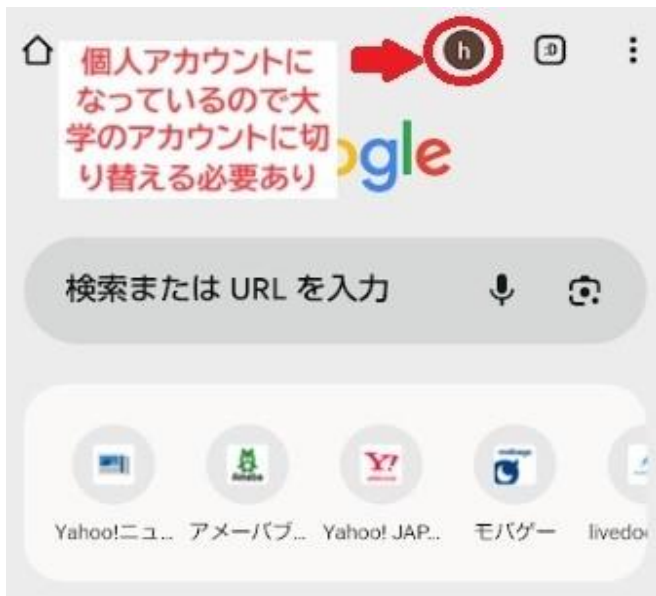 h
:D
個人アカウントに
なっているので大
学のアカウントに切
り替える必要あり
ogle
検索または URL を入力
Ameba
Y!
mobage
Yahoo!ニュ...
アメーバブ...
Yahoo! JAP...
モバゲー
livedo